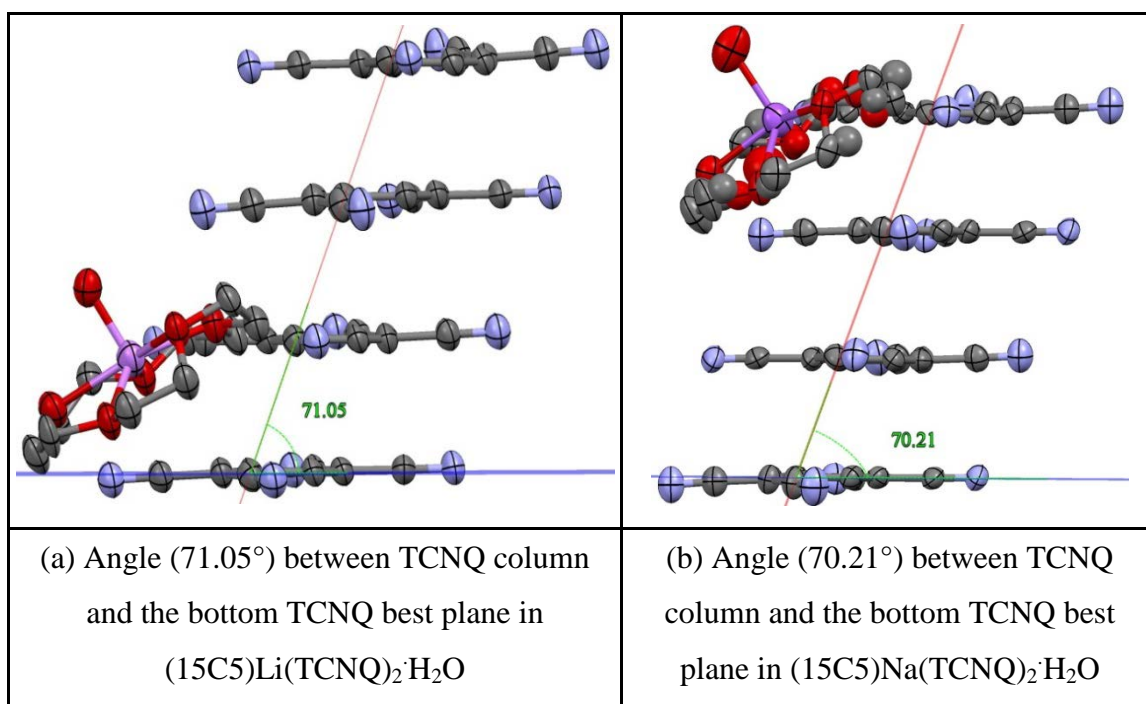 71.05
70.21
(a) Angle (71.05°) between TCNQ column
and the bottom TCNQ best plane in
(15C5)Li(TCNQ)₂·H₂O
(b) Angle (70.21°) between TCNQ
column and the bottom TCNQ best
plane in (15C5)Na(TCNQ)₂·H₂O